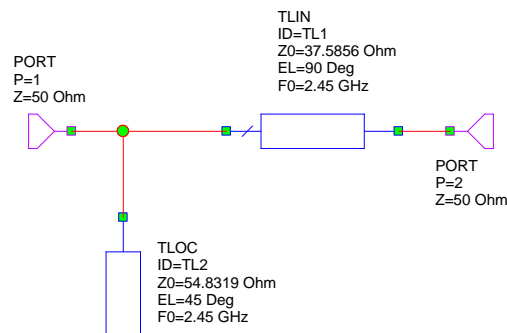 TLIN
ID=TL1
Z0=37.5856 Ohm
EL=90 Deg
F0=2.45 GHz
PORT
P=1
Z=50 Ohm
PORT
P=2
Z=50 Ohm
TLOC
ID=TL2
Z0=54.8319 Ohm
EL=45 Deg
F0=2.45 GHz